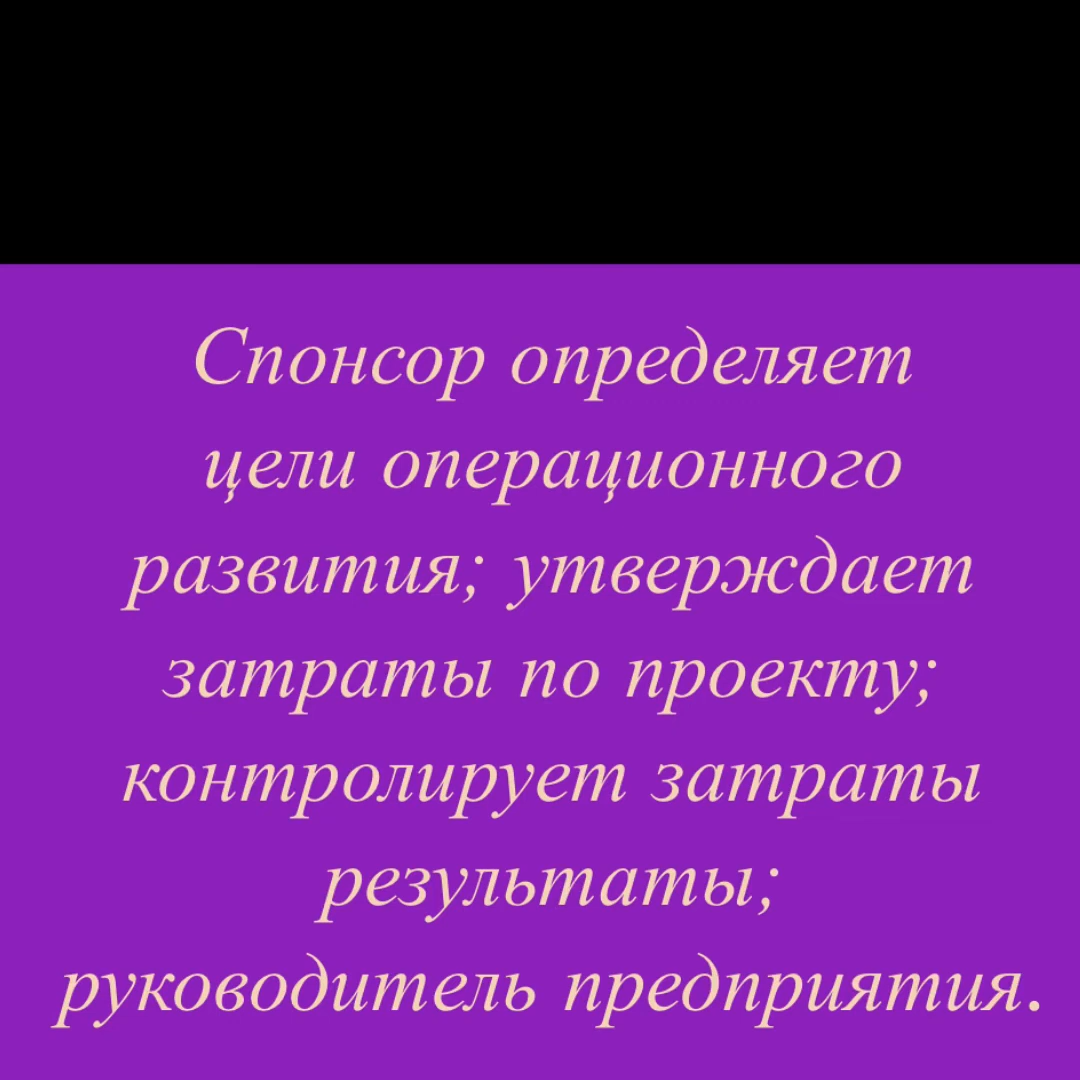 Спонсор определяет
цели операционного
развития; утверждает
затраты по проекту;
контролирует затраты
результаты;
руководитель предприятия.